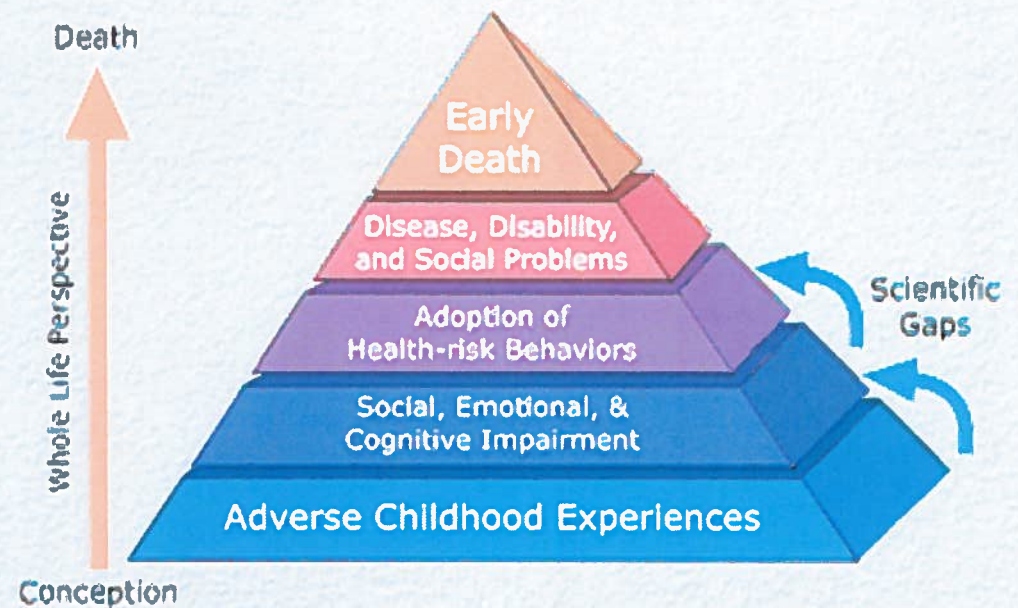 Death
Early
Death
Disease, Disability,
and Social Problems
Adoption of
Health-risk Behaviors
Social, Emotional, &
Cognitive Impairment
Adverse Childhood Experiences
Scientific
Gaps
Whole Life Perspective
Conception